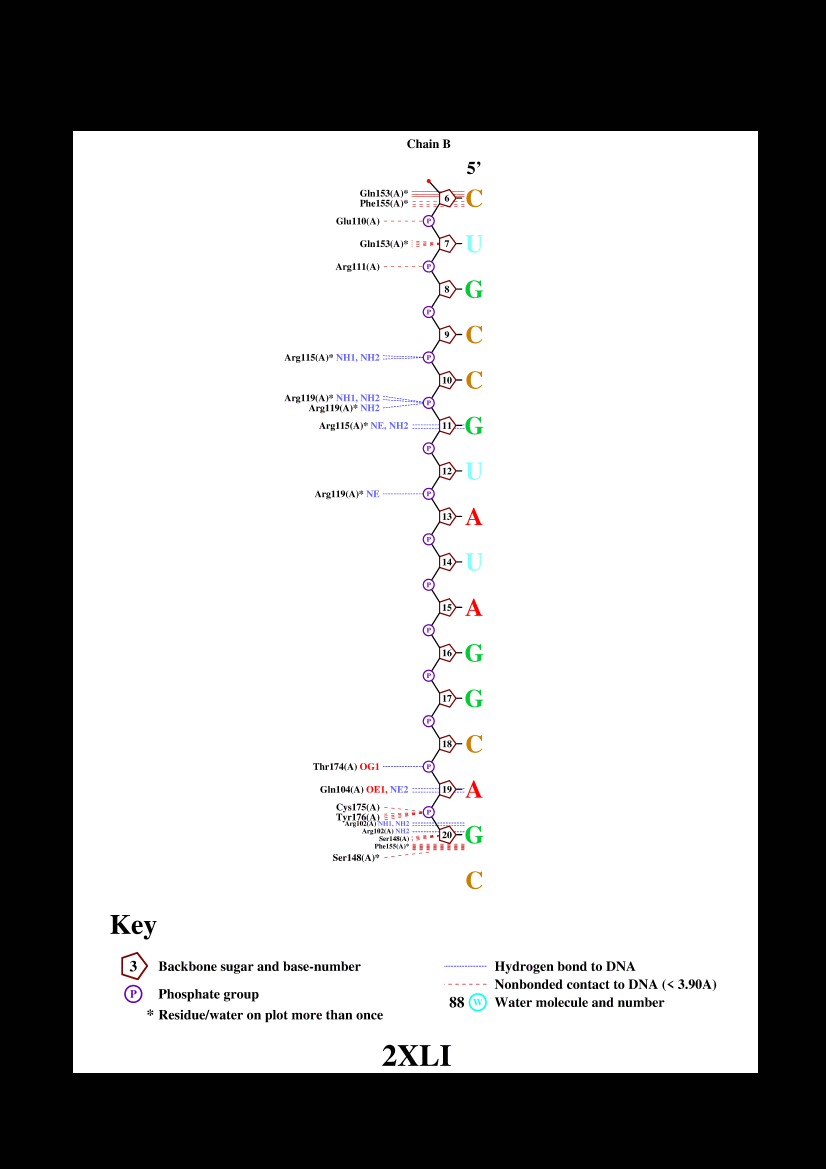 Chain B
5’
Gln153(A)*
Phe155(A)*
6 C
P
Glu110(A)
Gln153(A)* 7 U
Arg111(A) P
8 G
P
9 C
Arg115(A)* NH1, NH2 P
10 C
Arg119(A)* NH1, NH2 P
Arg119(A)* NH2
Arg115(A)* NE, NH2 11 G
P
12 U
Arg119(A)* NE P
13 A
P
14 U
P
15 A
P
16 G
P
17 G
P
18 C
Thr174(A) OG1 P
Gln104(A) OE1, NE2 19 A
Cys175(A)
P
Tyr176(A)
Arg102(A) NH1, NH2
Arg102(A) NH2
20 G
Ser148(A)
Phe155(A)*
Ser148(A)*
C
Key
3 Backbone sugar and base-number
P Phosphate group
* Residue/water on plot more than once
Hydrogen bond to DNA
Nonbonded contact to DNA (< 3.90A)
88 W Water molecule and number
2XLI